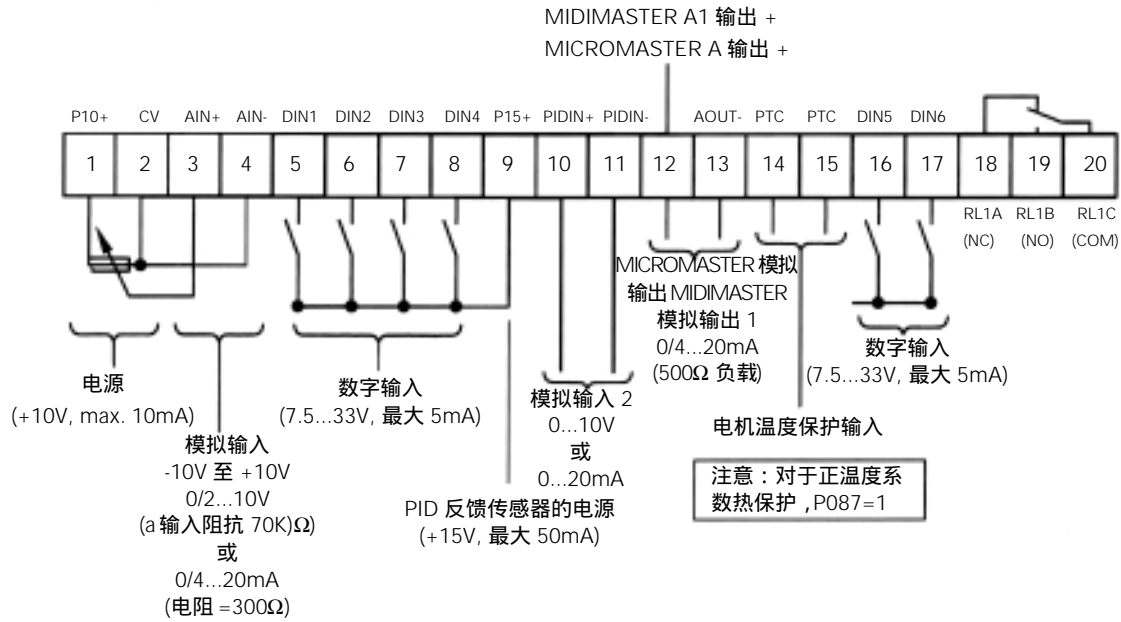 MIDIMASTER A1 输出 +
MICROMASTER A 输出 +
P10+ CV AIN+ AIN- DIN1 DIN2 DIN3 DIN4 P15+ PIDIN+ PIDIN- AOUT- PTC PTC DIN5 DIN6
1 2 3 4 5 6 7 8 9 10 11 12 13 14 15 16 17 18 19 20
RL1A RL1B RL1C
(NC) (NO) (COM)
电源
(+10V, max. 10mA)
模拟输入
-10V 至 +10V
0/2...10V
(a 输入阻抗 70K)Ω)
或
0/4...20mA
(电阻 =300Ω)
数字输入
(7.5...33V, 最大 5mA)
PID 反馈传感器的电源
(+15V, 最大 50mA)
模拟输入 2
0...10V
或
0...20mA
MICROMASTER 模拟
输出 MIDIMASTER
模拟输出 1
0/4...20mA
(500Ω 负载)
电机温度保护输入
数字输入
(7.5...33V, 最大 5mA)
注意：对于正温度系
数热保护 ,P087=1